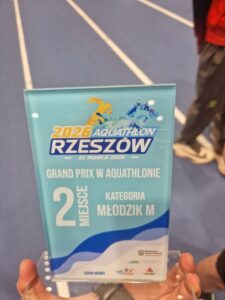 2026 AQUATHLON
RZESZÓW
22 marca 2026
GRAND PRIX W AQUATHLONIE
2 MIEJSCE
KATEGORIA
MŁODZIK M